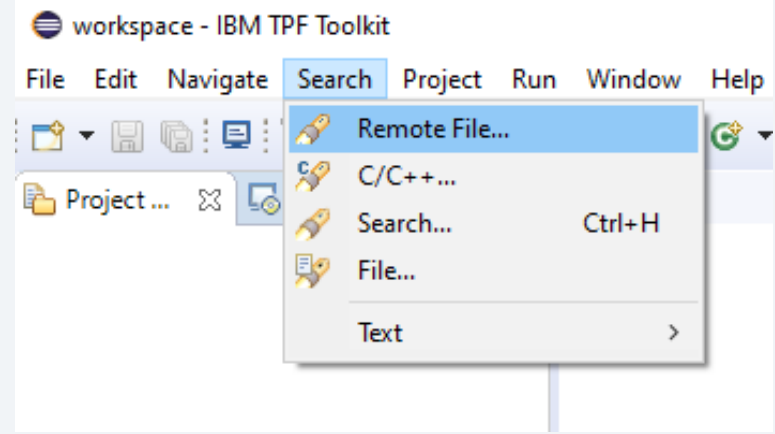 workspace - IBM TPF Toolkit
File Edit Navigate Search Project Run Window Help
Remote File...
C/C++...
Project ...
Search... Ctrl+H
File...
Text